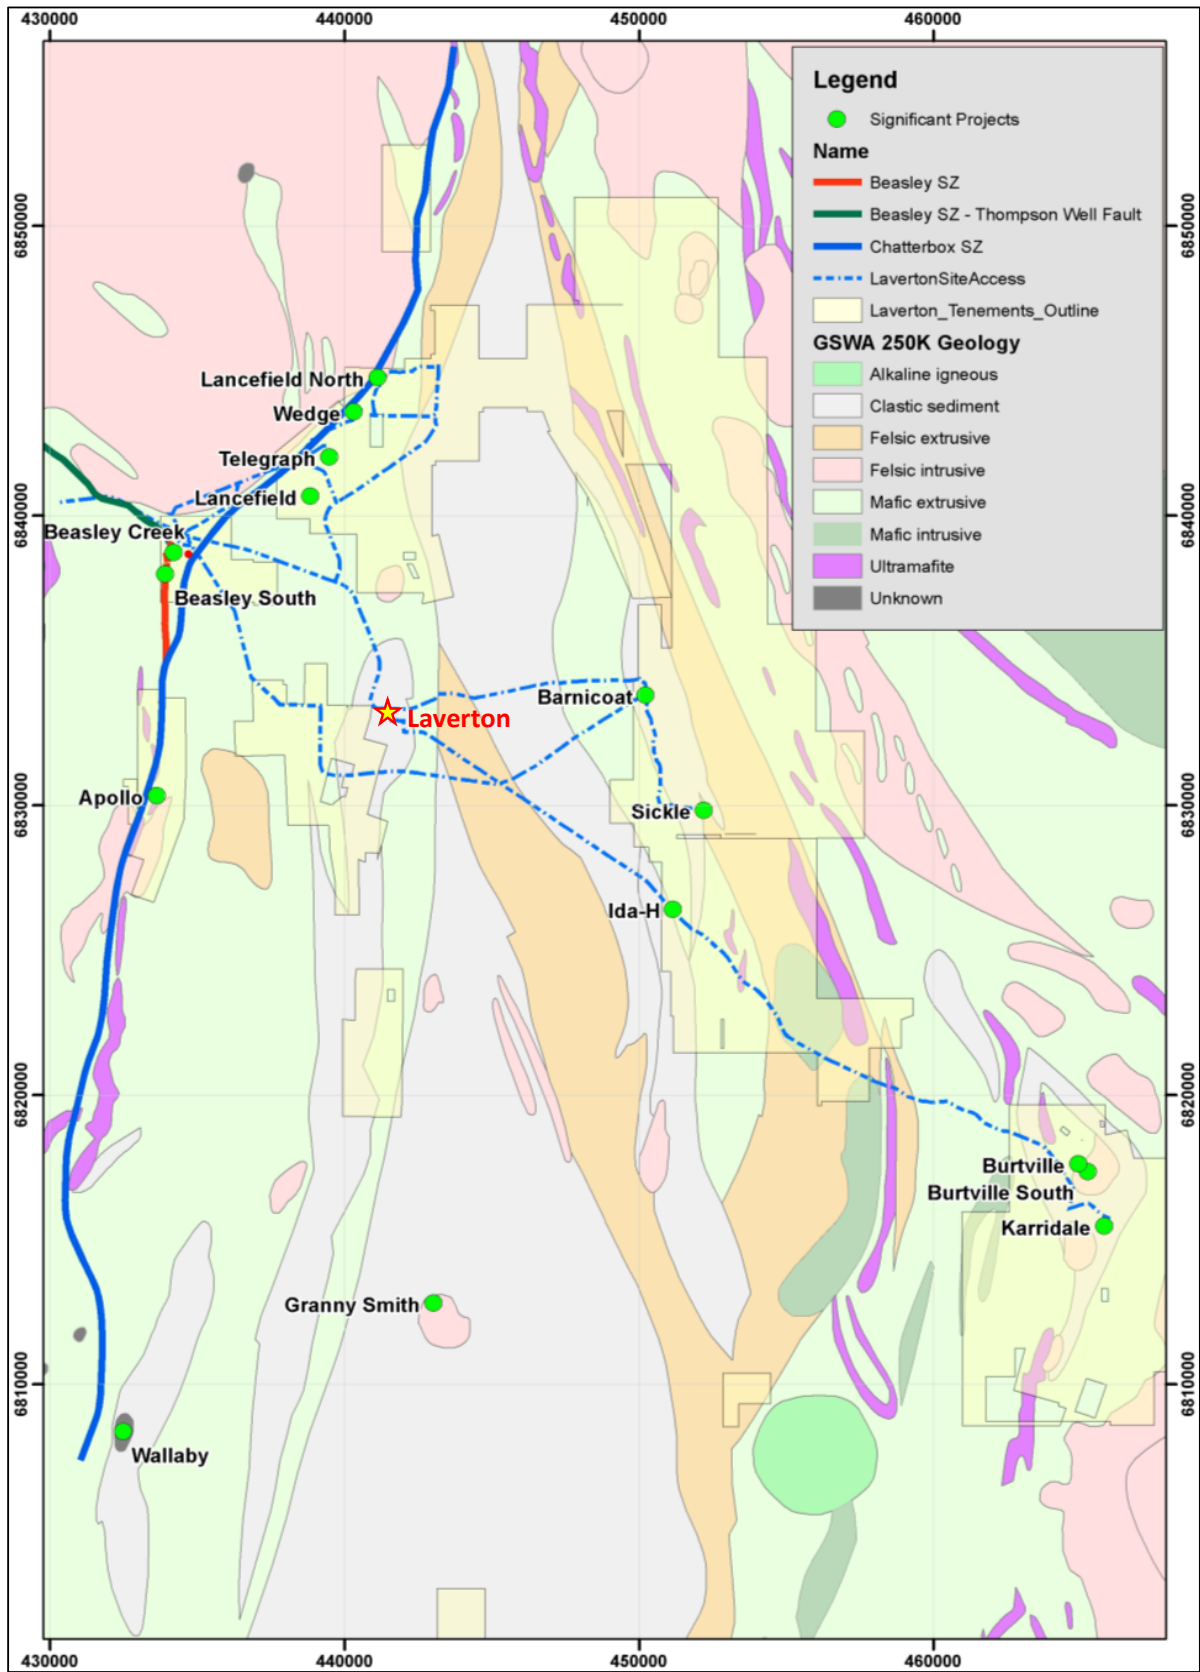 430000
440000
450000
460000
Legend
Significant Projects
Name
Beasley SZ
Beasley SZ - Thompson Well Fault
Chatterbox SZ
LavertonSiteAccess
Laverton_Tenements_Outline
GSWA 250K Geology
Alkaline igneous
Clastic sediment
Felsic extrusive
Felsic intrusive
Mafic extrusive
Mafic intrusive
Ultramafite
Unknown
6850000
6850000
Lancefield North
Wedge
Telegraph
Lancefield
6840000
6840000
Beasley Creek
Beasley South
Barnicoat
Laverton
Apollo
6830000
6830000
Sickle
Ida-H
6820000
6820000
Burtville
Burtville South
Karridale
Granny Smith
6810000
6810000
Wallaby
430000
440000
450000
460000